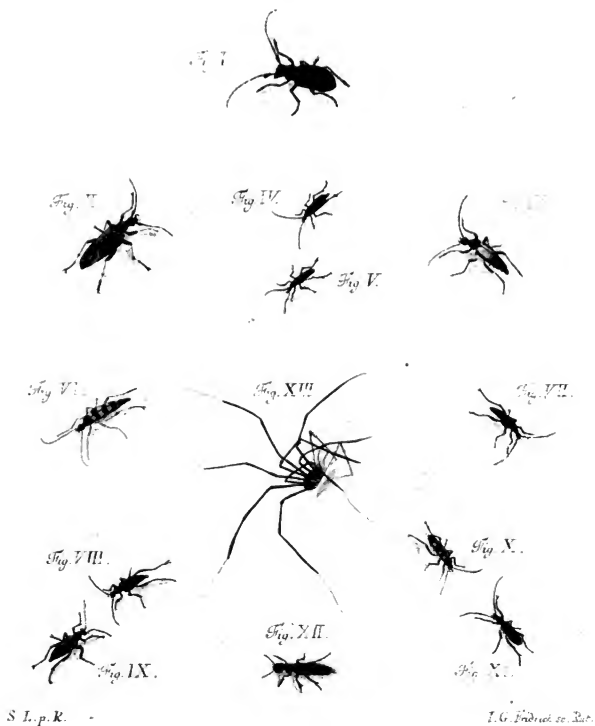 Fig. I
Fig. II.
Fig. IV.
Fig. V.
Fig. VI.
Fig. XIII
Fig. VII.
Fig. VIII.
Fig. X.
Fig. IX.
Fig. XII.
Fig. XI.
S. L. p. R.
I. G. Fridrich sc. Rat.